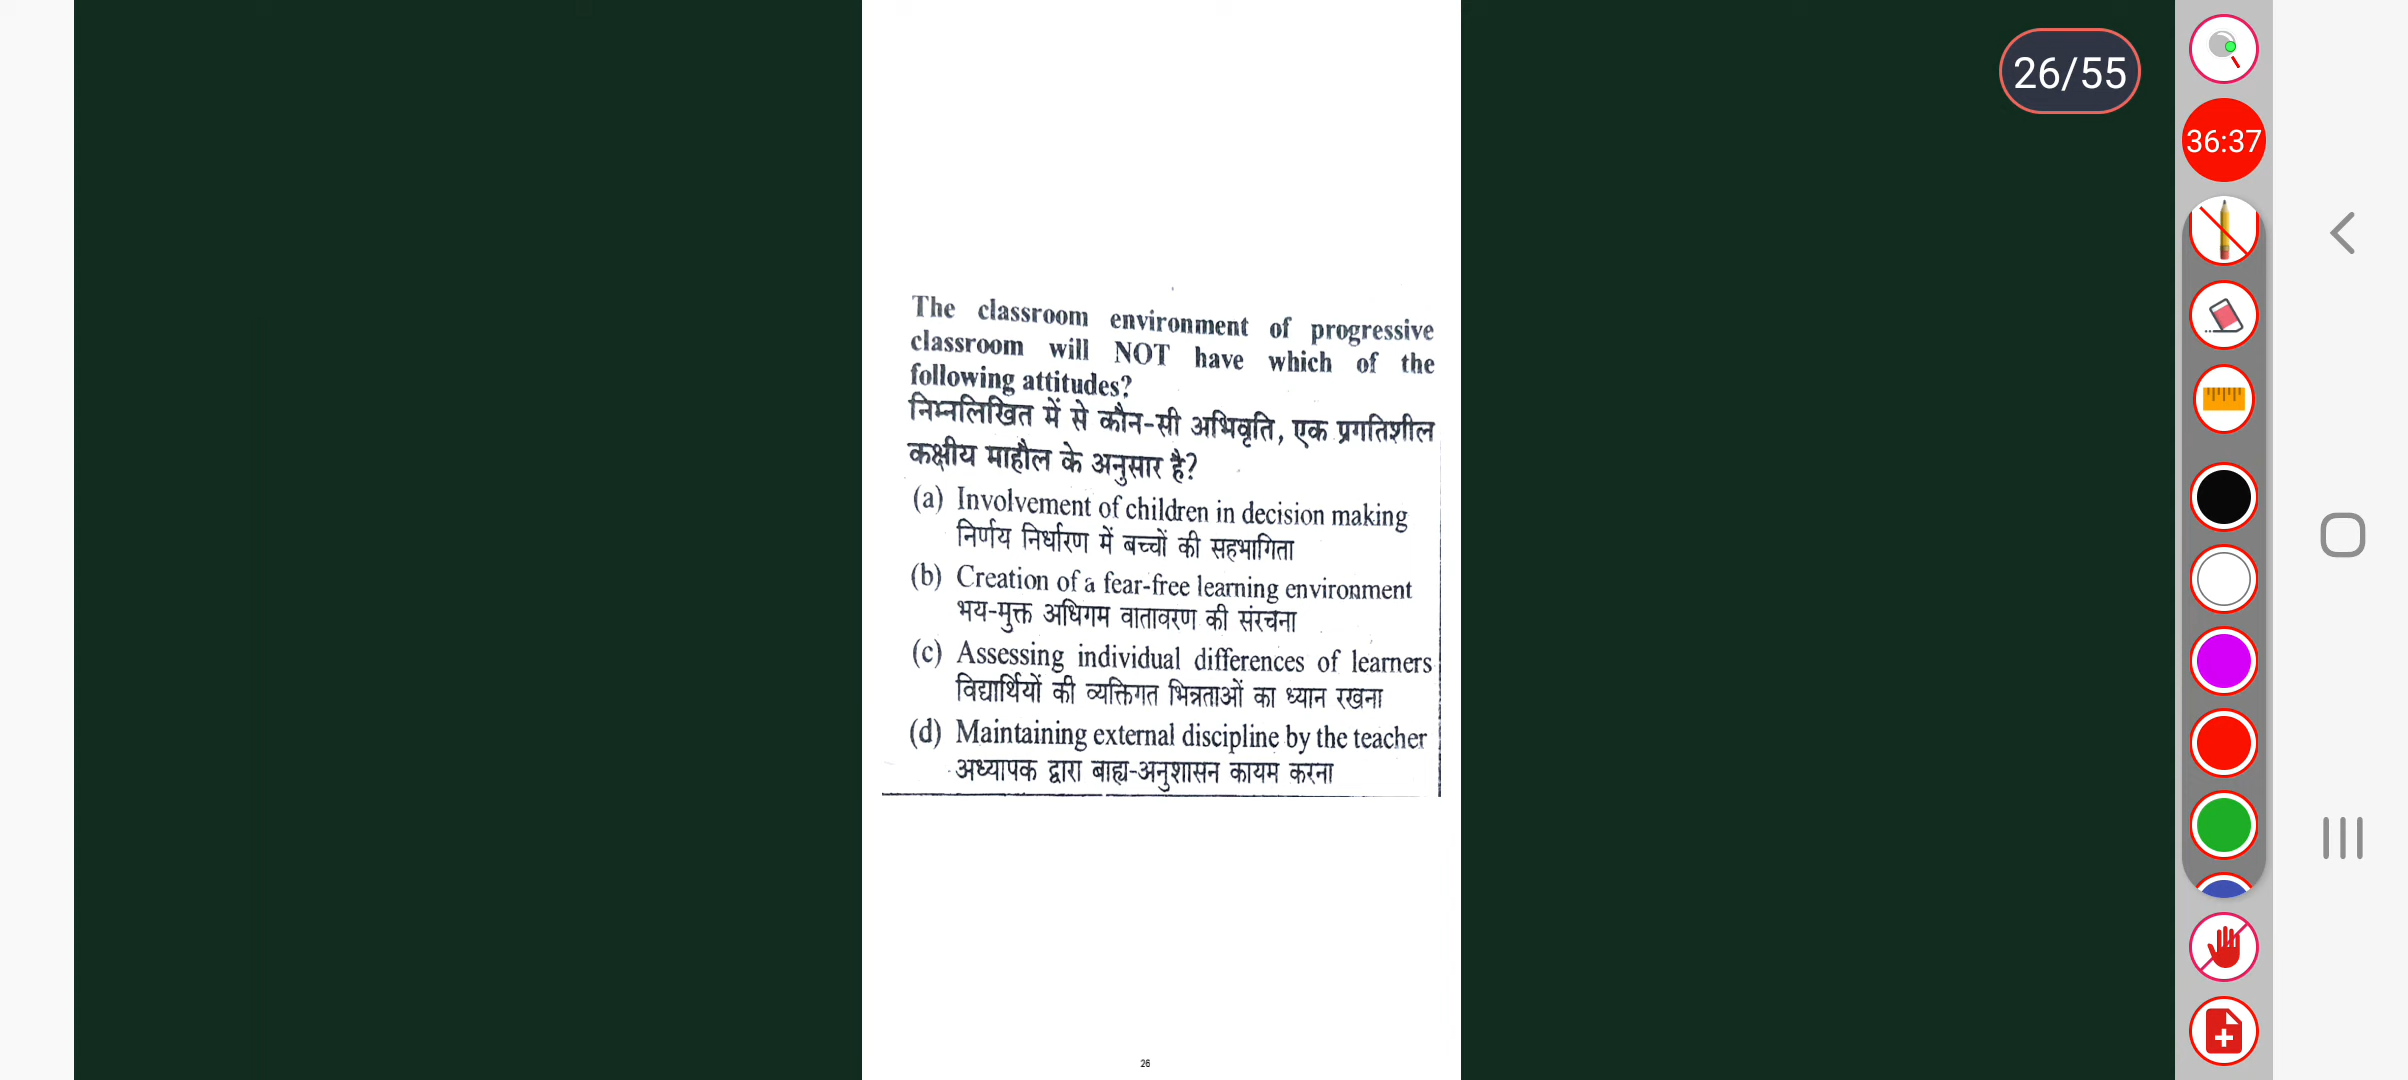 26/55
36:37
The classroom environment of progressive
classroom will NOT have which of the
following attitudes?
निम्नलिखित में से कौन-सी अभिवृति, एक प्रगतिशील
कक्षीय माहौल के अनुसार है?
(a) Involvement of children in decision making
निर्णय निर्धारण में बच्चों की सहभागिता
(b) Creation of a fear-free learning environment
भय-मुक्त अधिगम वातावरण की संरचना
(c) Assessing individual differences of learners
विद्यार्थियों की व्यक्तिगत भिन्नताओं का ध्यान रखना
(d) Maintaining external discipline by the teacher
अध्यापक द्वारा बाह्य-अनुशासन कायम करना
26